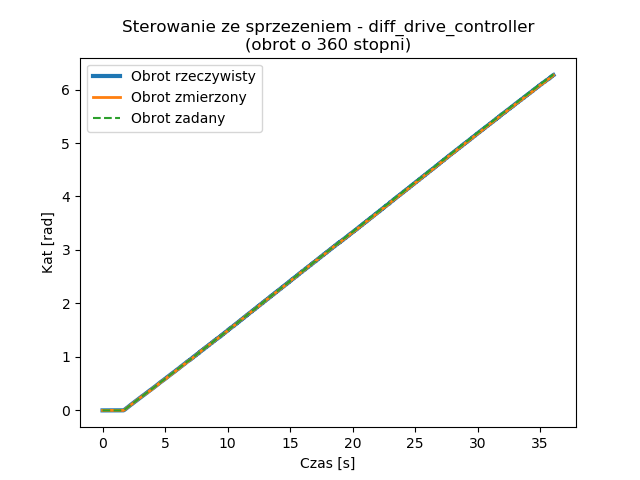 Sterowanie ze sprzezeniem - diff_drive_controller
(obrot o 360 stopni)
Obrot rzeczywisty
Obrot zmierzony
Obrot zadany
6
5
4
3
2
1
0
Kat [rad]
0 5 10 15 20 25 30 35
Czas [s]